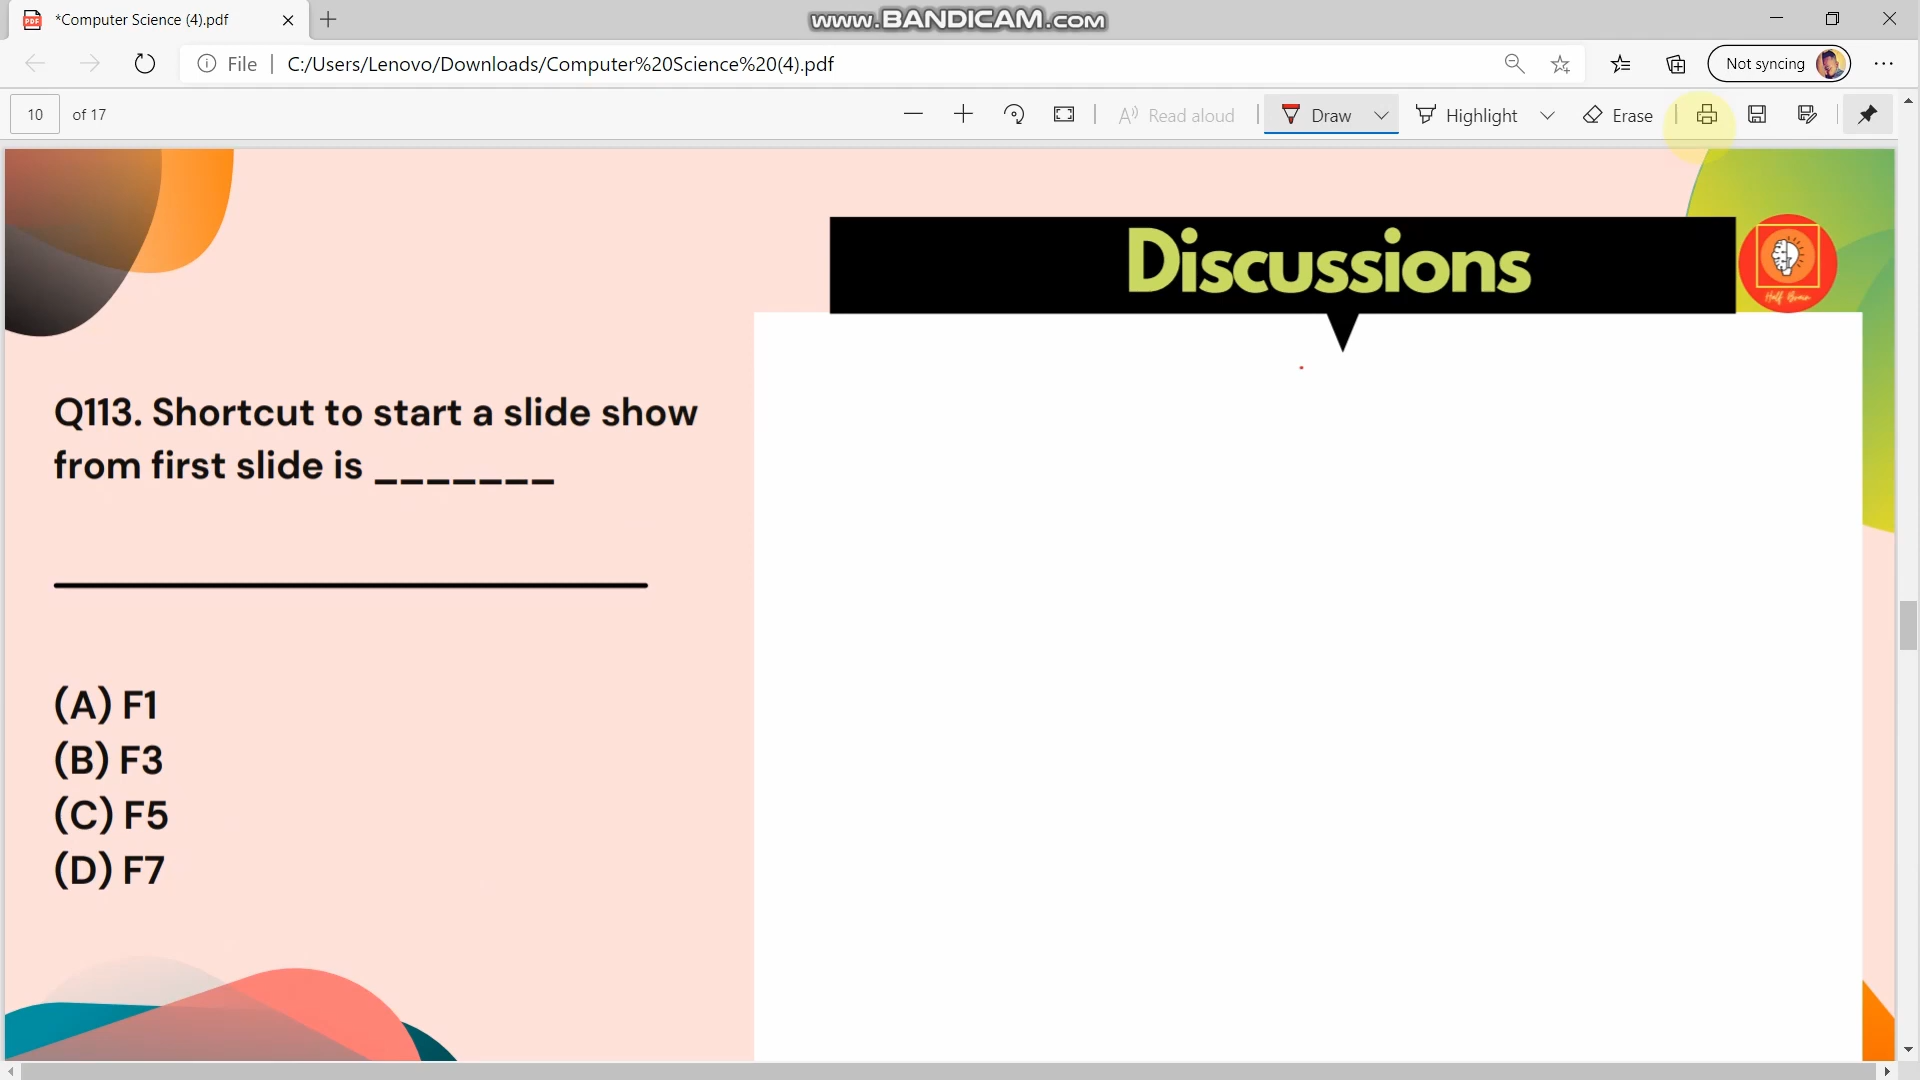 *Computer Science (4).pdf
www.BANDICAM.com
File
C:/Users/Lenovo/Downloads/Computer%20Science%20(4).pdf
Not syncing
10 of 17
Read aloud
Draw
Highlight
Erase
Discussions
Half Brain
Q113. Shortcut to start a slide show
from first slide is _______
(A) F1
(B) F3
(C) F5
(D) F7